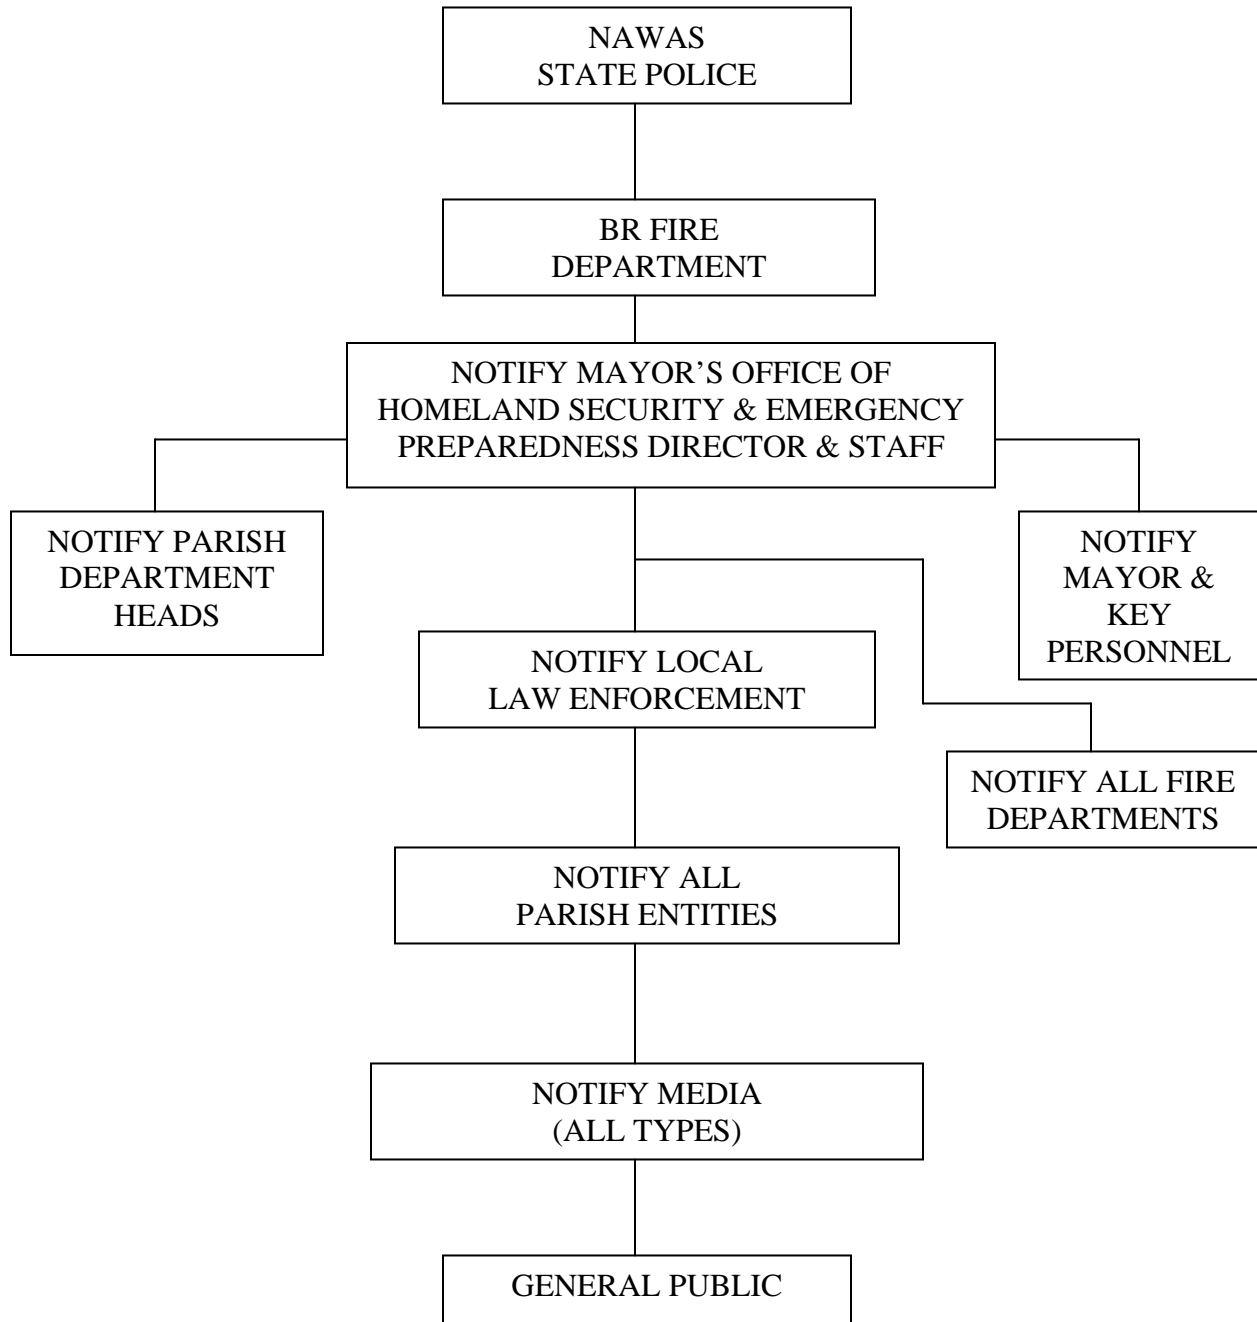 NAWAS
STATE POLICE
BR FIRE
DEPARTMENT
NOTIFY MAYOR’S OFFICE OF
HOMELAND SECURITY & EMERGENCY
PREPAREDNESS DIRECTOR & STAFF
NOTIFY PARISH
DEPARTMENT
HEADS
NOTIFY
MAYOR &
KEY
PERSONNEL
NOTIFY LOCAL
LAW ENFORCEMENT
NOTIFY ALL FIRE
DEPARTMENTS
NOTIFY ALL
PARISH ENTITIES
NOTIFY MEDIA
(ALL TYPES)
GENERAL PUBLIC